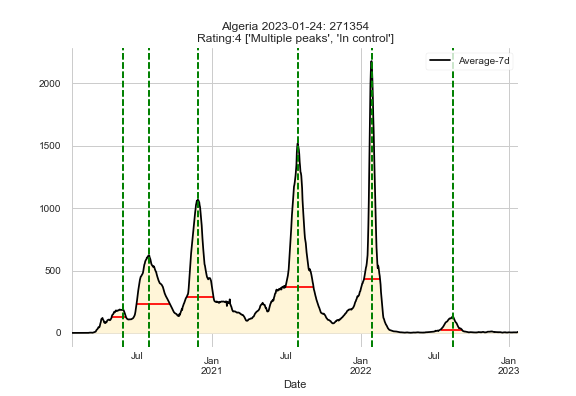 Algeria 2023-01-24: 271354
Rating:4 ['Multiple peaks', 'In control']
Average-7d
2000
1500
1000
500
0
Jul
Jan
2021
Jul
Jan
2022
Jul
Jan
2023
Date